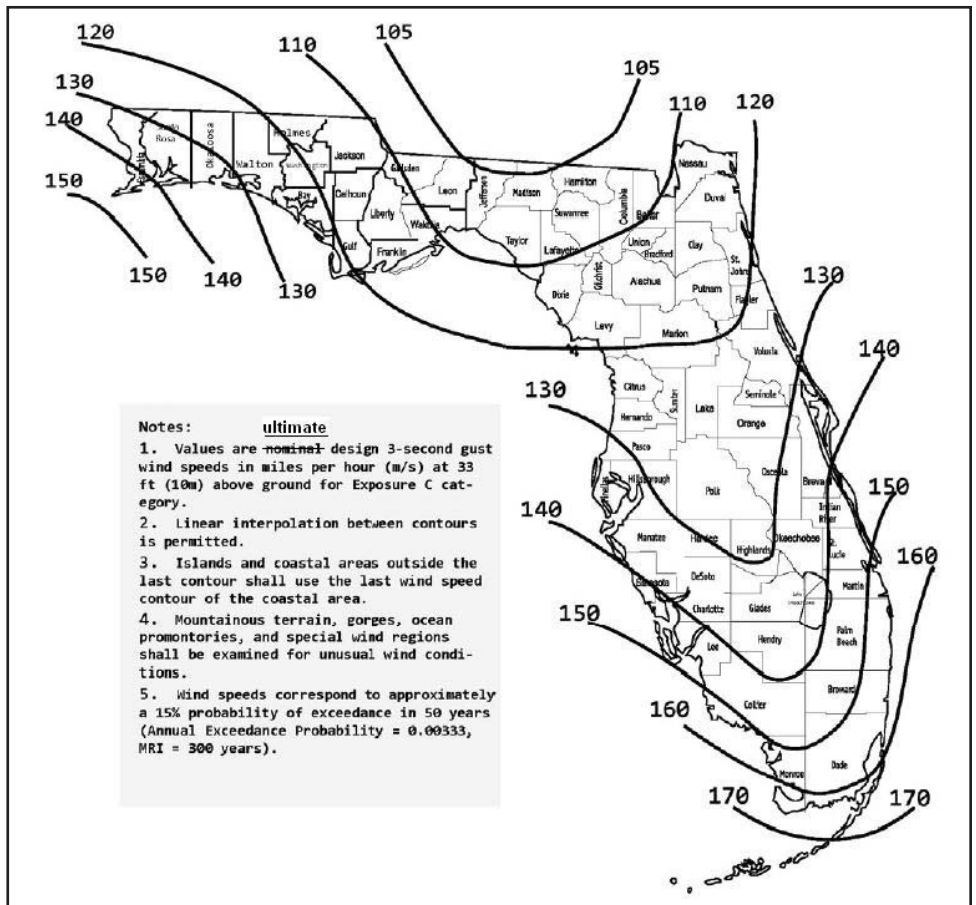 120
110
105
105
110
120
130
140
150
150
140
130
Rosa
Okaloosa
Walton
Holmes
Washington
Jackson
Bay
Calhoun
Gulf
Liberty
Franklin
Gadsden
Leon
Wakulla
Jefferson
Madison
Taylor
Hamilton
Suwannee
Lafayette
Columbia
Baker
Nassau
Duval
Union
Bradford
Clay
St.
Johns
Gilchrist
Alachua
Putnam
Flagler
Dixie
Levy
Marion
Volusia
130
140
Citrus
Sumter
Lake
Seminole
Hernando
Orange
Pasco
130
Pinellas
Hillsborough
Polk
Osceola
Brevard
150
Indian
River
140
Manatee
Hardee
Highlands
Okeechobee
St.
Lucie
160
Sarasota
DeSoto
Martin
Charlotte
Glades
150
Lee
Hendry
Palm
Beach
160
Collier
Broward
Monroe
Dade
170
170
Notes: ultimate
1. Values are nominal design 3-second gust
wind speeds in miles per hour (m/s) at 33
ft (10m) above ground for Exposure C cat-
egory.
2. Linear interpolation between contours
is permitted.
3. Islands and coastal areas outside the
last contour shall use the last wind speed
contour of the coastal area.
4. Mountainous terrain, gorges, ocean
promontories, and special wind regions
shall be examined for unusual wind condi-
tions.
5. Wind speeds correspond to approximately
a 15% probability of exceedance in 50 years
(Annual Exceedance Probability = 0.00333,
MRI = 300 years).